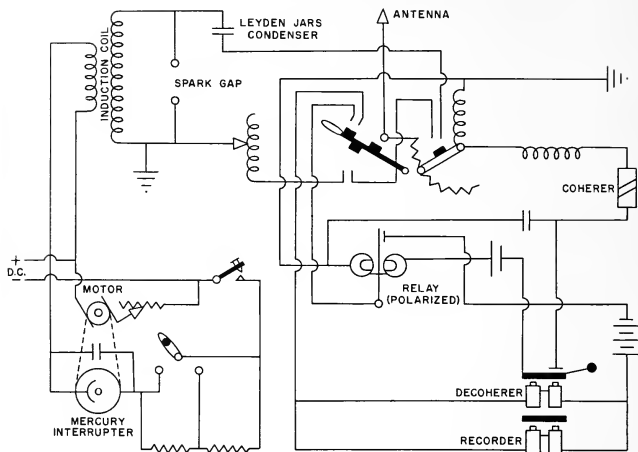 ANTENNA
LEYDEN JARS
CONDENSER
INDUCTION COIL
SPARK GAP
COHERER
+
D.C.
−
MOTOR
RELAY
(POLARIZED)
MERCURY
INTERRUPTER
DECOHERER
RECORDER